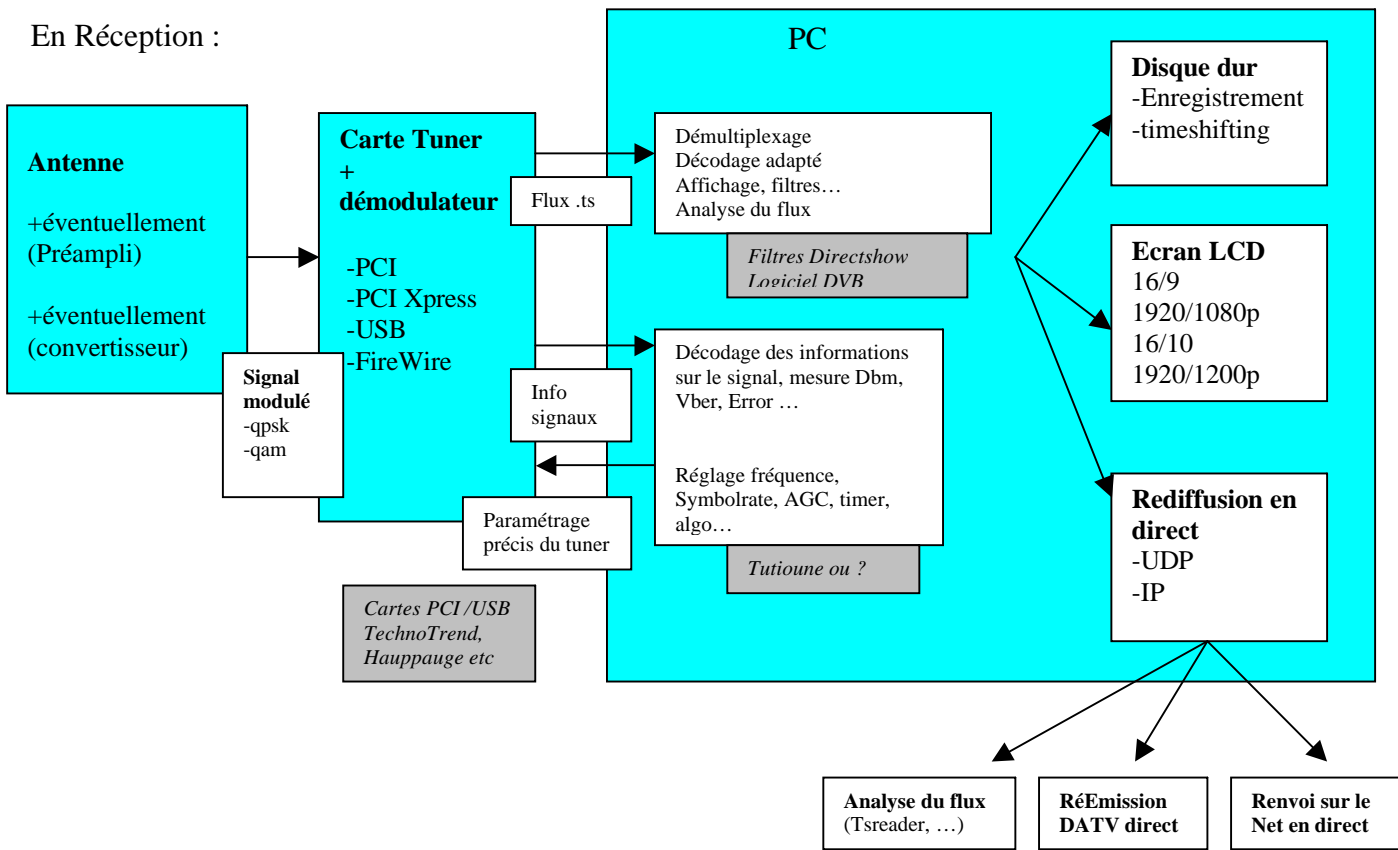 En Réception :
PC
Antenne
+éventuellement
(Préampli)
+éventuellement
(convertisseur)
Signal
modulé
-qpsk
-qam
Carte Tuner
+
démodulateur
-PCI
-PCI Xpress
-USB
-FireWire
Flux .ts
Info
signaux
Paramétrage
précis du tuner
Cartes PCI /USB
TechnoTrend,
Hauppauge etc
Démultiplexage
Décodage adapté
Affichage, filtres…
Analyse du flux
Filtres Directshow
Logiciel DVB
Décodage des informations
sur le signal, mesure Dbm,
Vber, Error …
Réglage fréquence,
Symbolrate, AGC, timer,
algo…
Tutioune ou ?
Disque dur
-Enregistrement
-timeshifting
Ecran LCD
16/9
1920/1080p
16/10
1920/1200p
Rediffusion en
direct
-UDP
-IP
Analyse du flux
(Tsreader, …)
RéEmission
DATV direct
Renvoi sur le
Net en direct